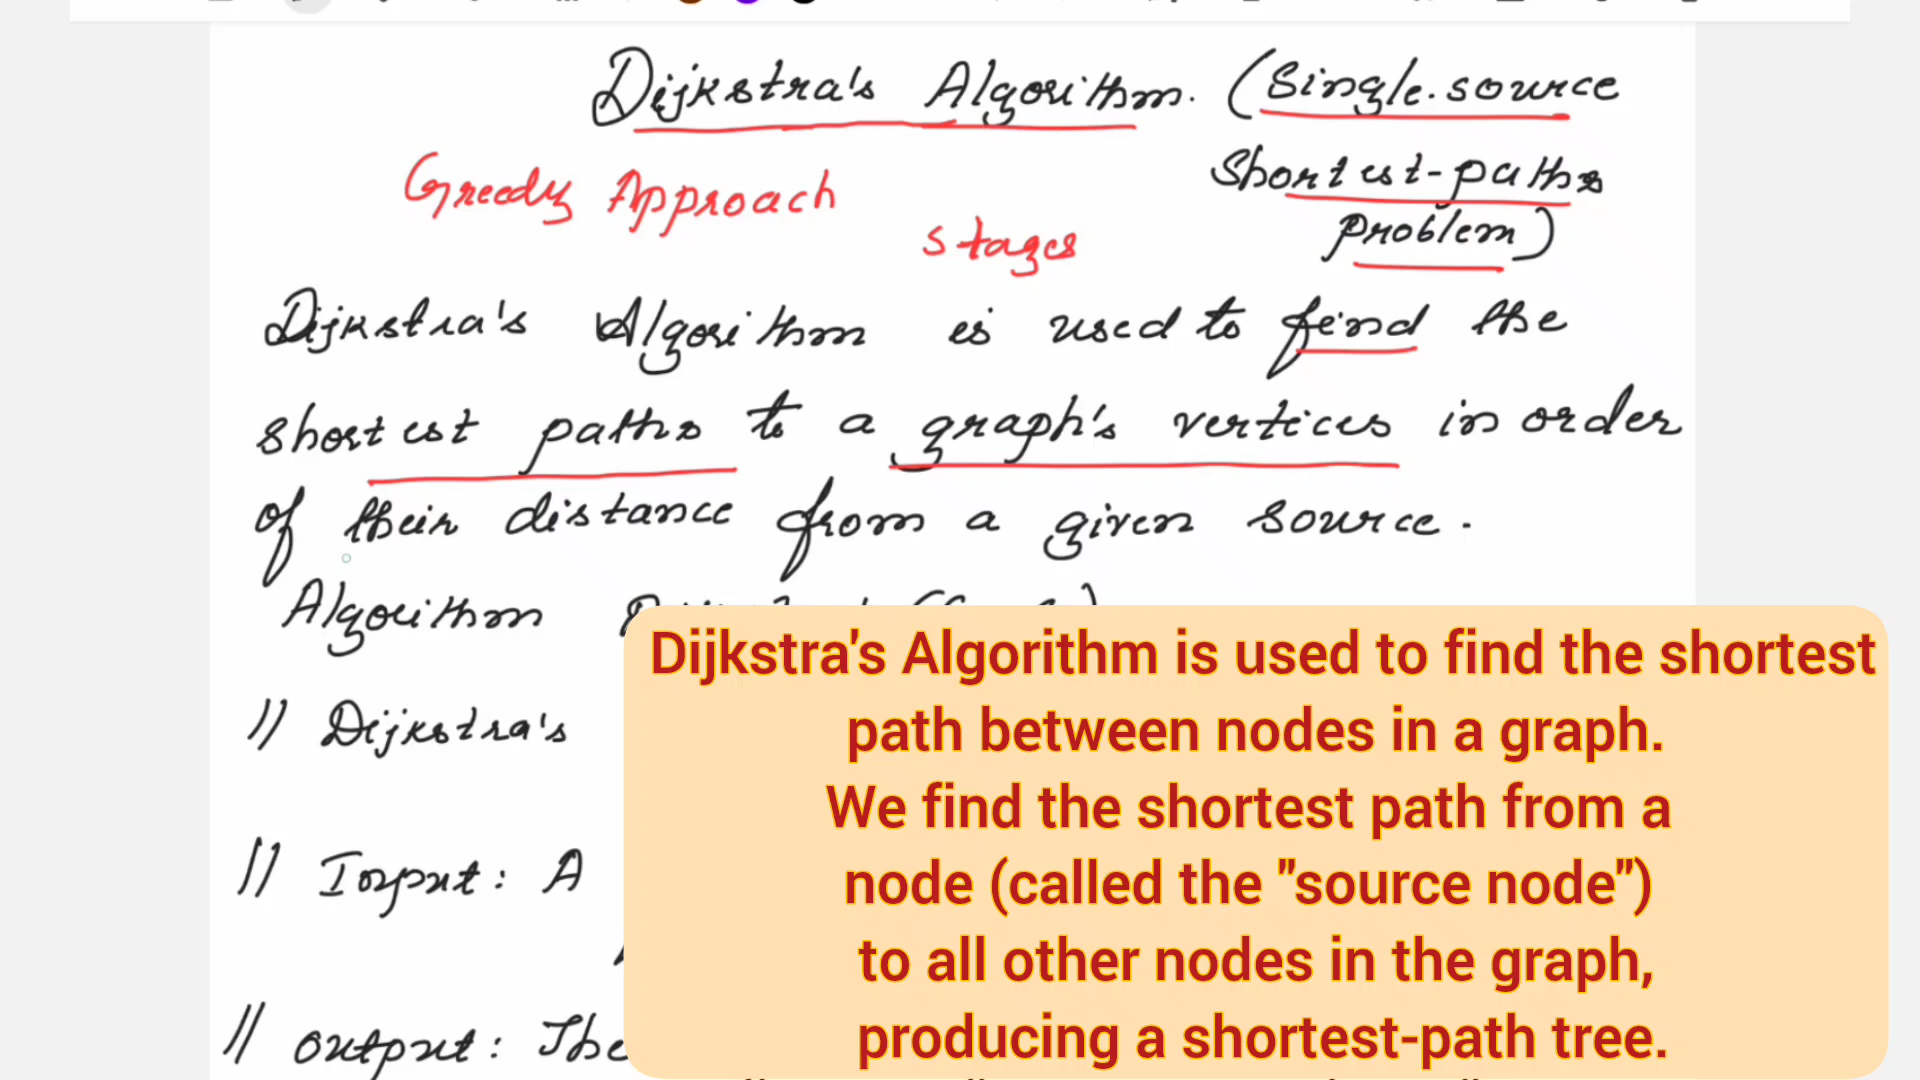 Dijkstra's Algorithm. (Single-source
Shortest-paths
problem)
Greedy Approach
stages
Dijkstra's Algorithm is used to find the
shortest paths to a graph's vertices in order
of their distance from a given source.
Algorithm
// Dijkstra's
// Input: A
// Output: The
Dijkstra's Algorithm is used to find the shortest
path between nodes in a graph.
We find the shortest path from a
node (called the "source node")
to all other nodes in the graph,
producing a shortest-path tree.